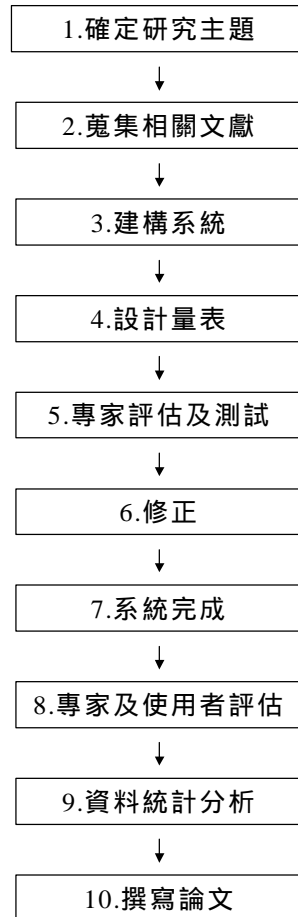 1.確定研究主題
2.蒐集相關文獻
3.建構系統
4.設計量表
5.專家評估及測試
6.修正
7.系統完成
8.專家及使用者評估
9.資料統計分析
10.撰寫論文